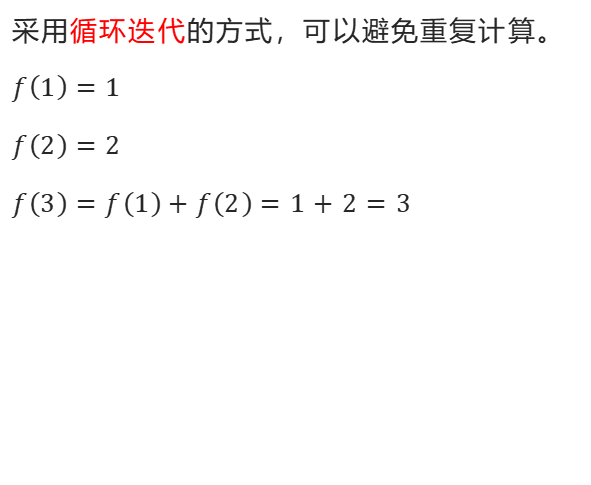 采用循环迭代的方式，可以避免重复计算。
f(1) = 1
f(2) = 2
f(3) = f(1) + f(2) = 1 + 2 = 3